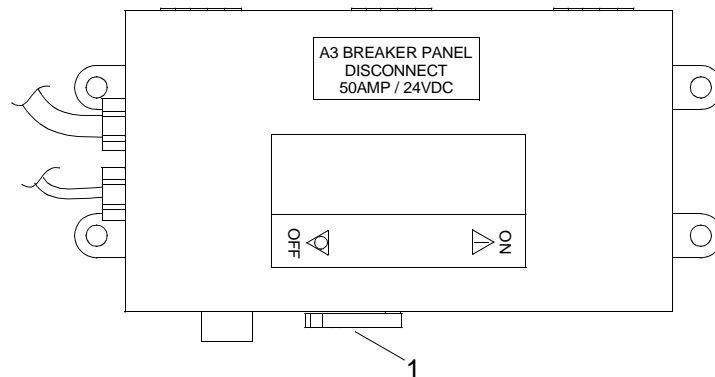 A3 BREAKER PANEL
DISCONNECT
50AMP / 24VDC
OFF
ON
1